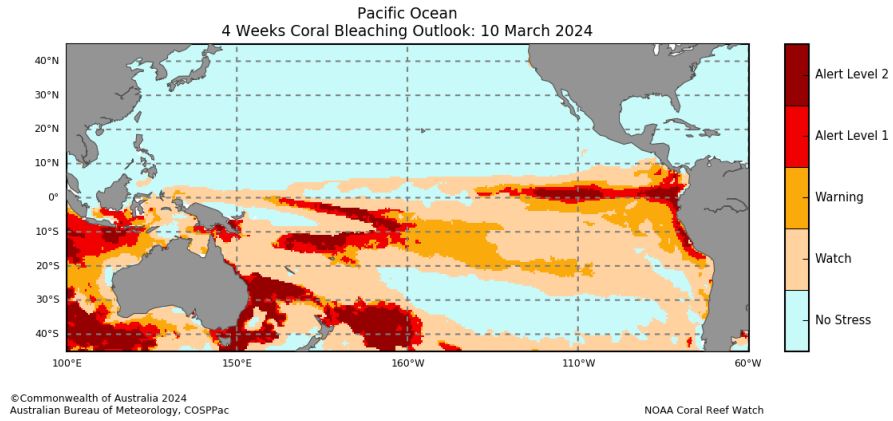 Pacific Ocean
4 Weeks Coral Bleaching Outlook: 10 March 2024
40°N
30°N
20°N
10°N
0°
10°S
20°S
30°S
40°S
100°E
150°E
160°W
110°W
60°W
Alert Level 2
Alert Level 1
Warning
Watch
No Stress
©Commonwealth of Australia 2024
Australian Bureau of Meteorology, COSPPac
NOAA Coral Reef Watch